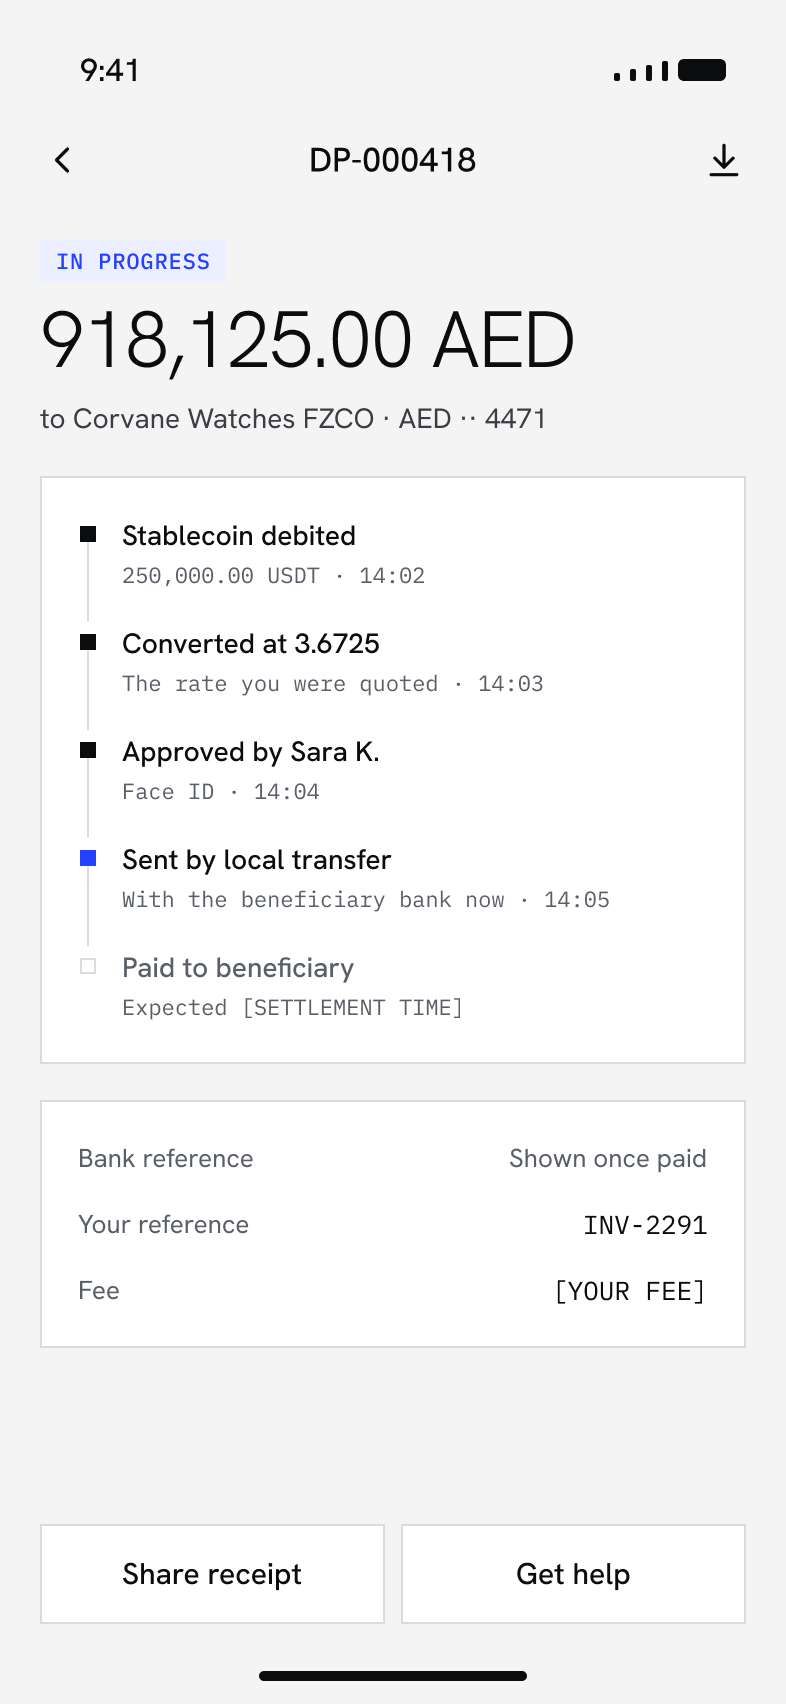 9:41
DP-000418
IN PROGRESS
918,125.00 AED
to Corvane Watches FZCO · AED ·· 4471
Stablecoin debited
250,000.00 USDT · 14:02
Converted at 3.6725
The rate you were quoted · 14:03
Approved by Sara K.
Face ID · 14:04
Sent by local transfer
With the beneficiary bank now · 14:05
Paid to beneficiary
Expected [SETTLEMENT TIME]
Bank reference Shown once paid
Your reference INV-2291
Fee [YOUR FEE]
Share receipt Get help